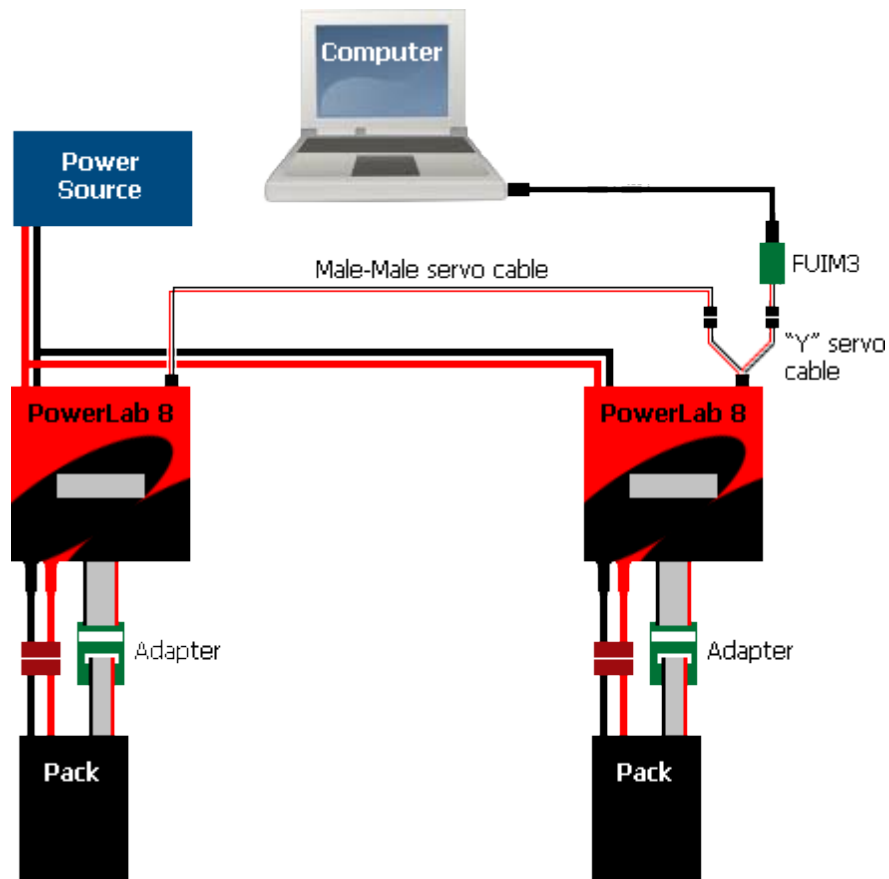 Computer
Power
Source
FUIM3
Male-Male servo cable
"Y" servo
cable
PowerLab 8
PowerLab 8
Adapter
Adapter
Pack
Pack